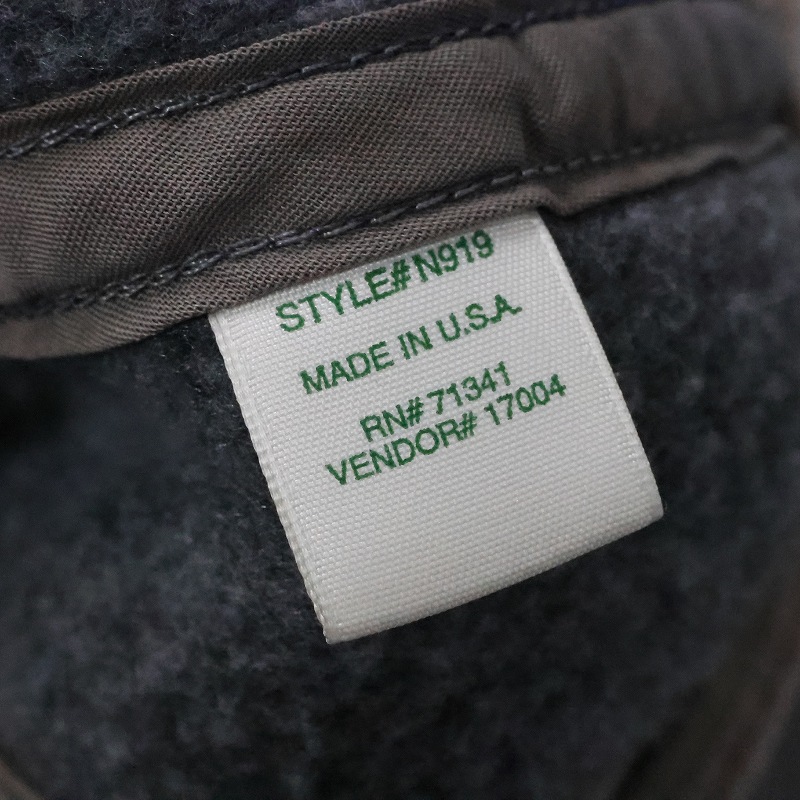 STYLE# N919
MADE IN U.S.A.
RN# 71341
VENDOR# 17004